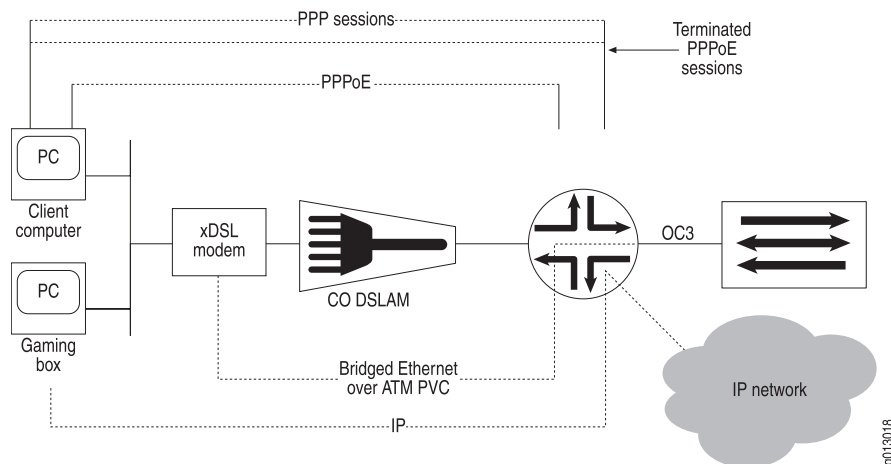 PPP sessions
Terminated
PPPoE
sessions
PPPoE
PC
Client
computer
xDSL
modem
CO DSLAM
OC3
PC
Gaming
box
Bridged Ethernet
over ATM PVC
IP network
IP
g013018